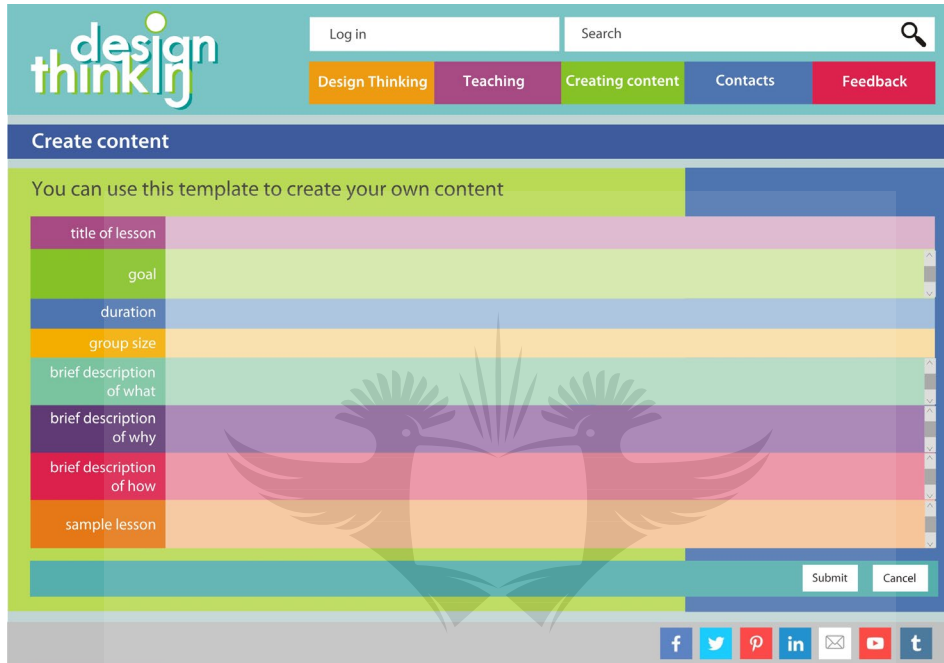 design
thinkin
Log in
Search
Design Thinking
Teaching
Creating content
Contacts
Feedback
Create content
You can use this template to create your own content
title of lesson
goal
duration
group size
brief description
of what
brief description
of why
brief description
of how
sample lesson
Submit
Cancel